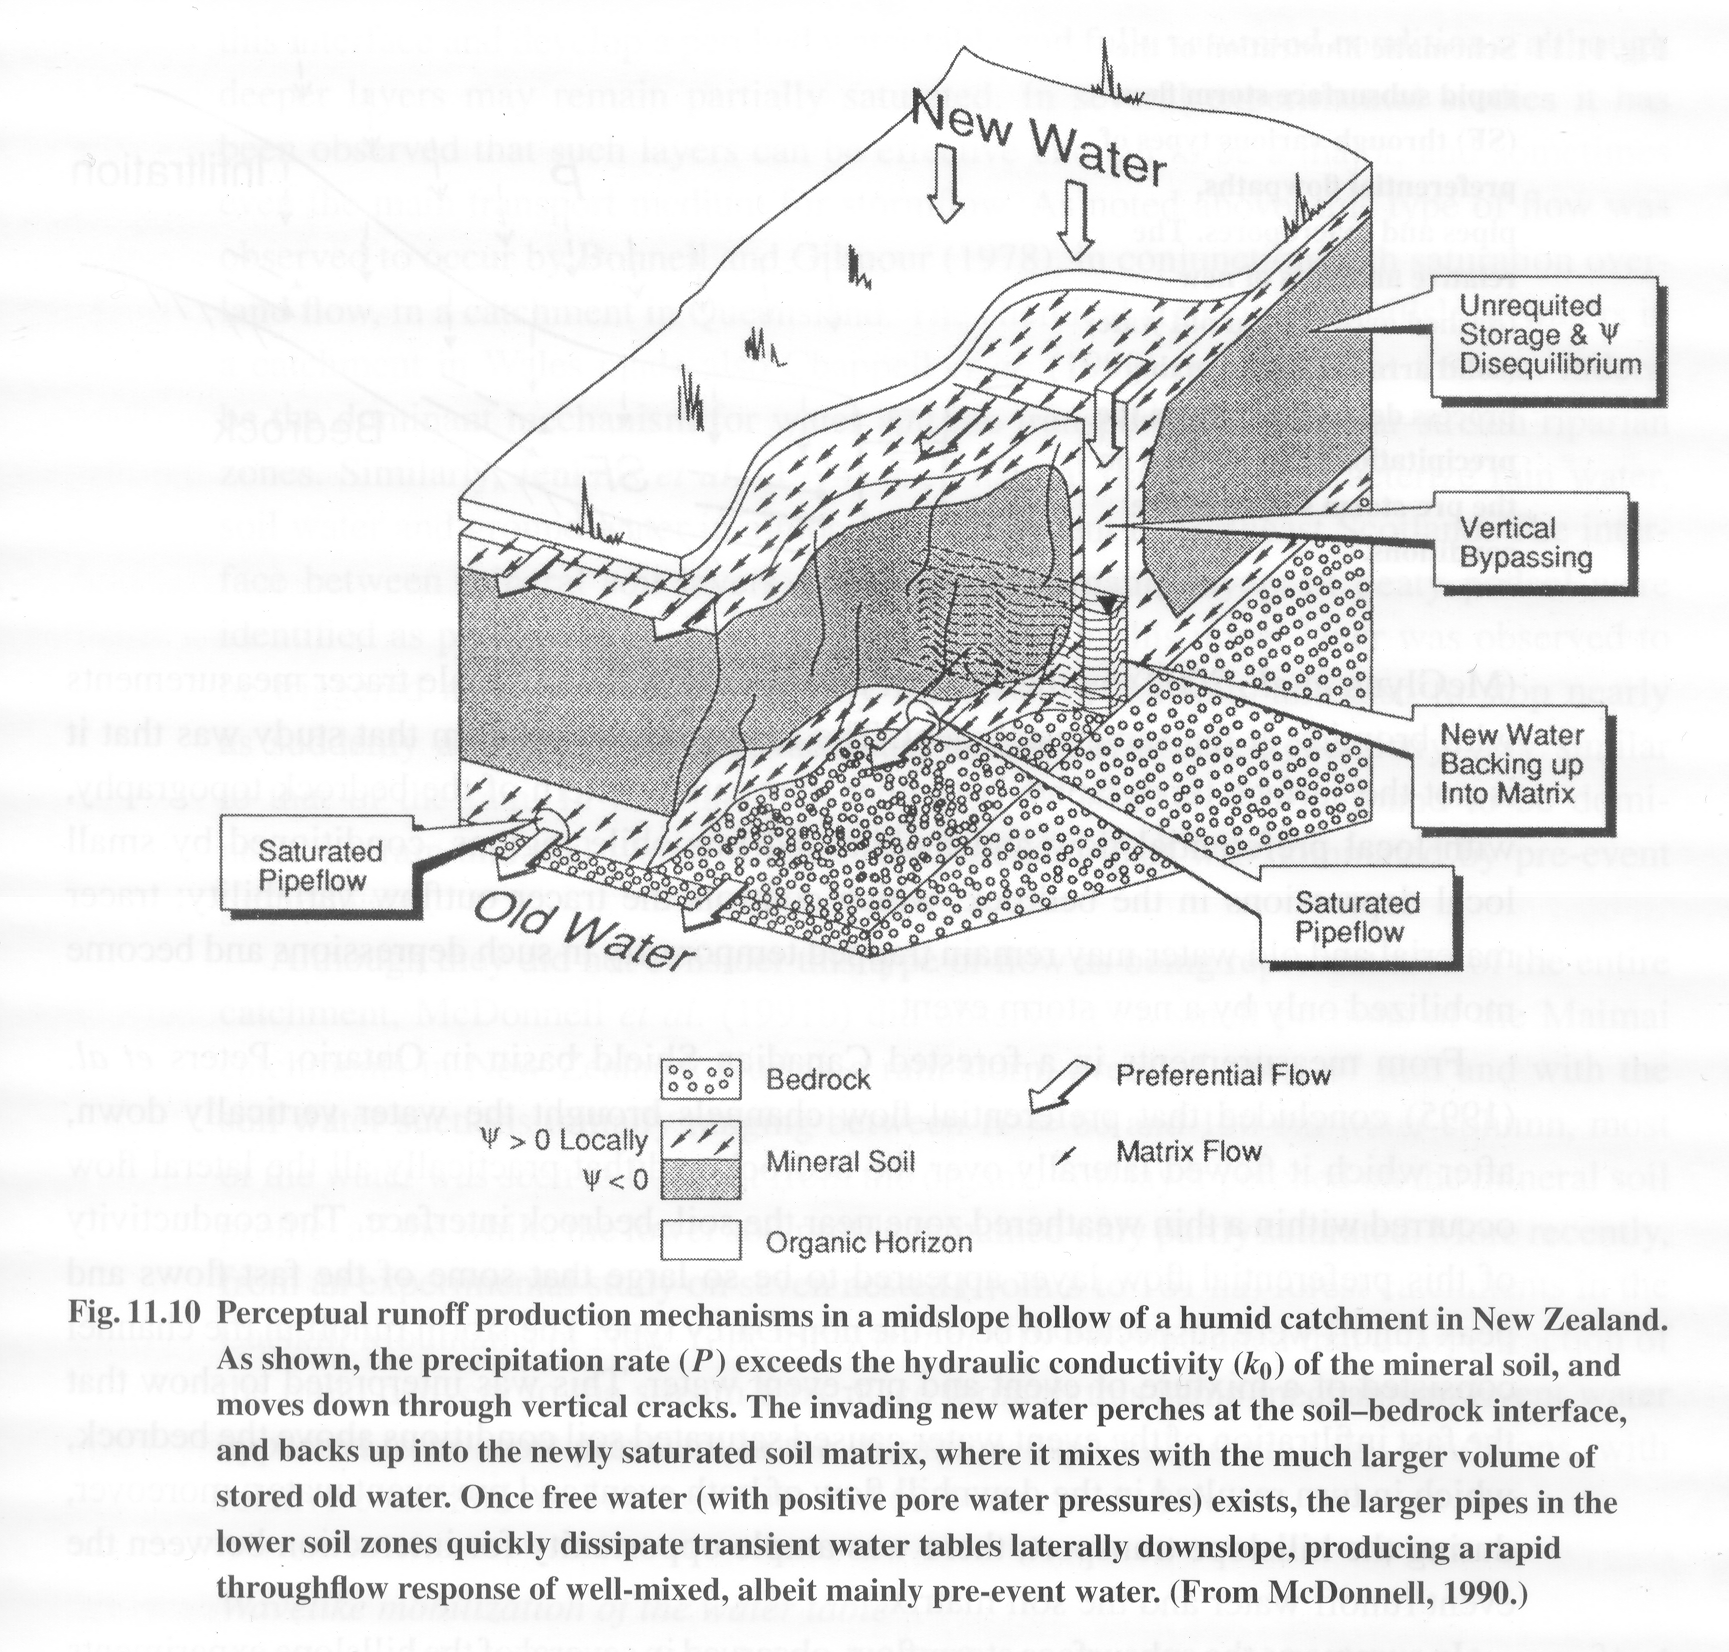 New Water
Unrequited
Storage & Ψ
Disequilibrium
Vertical
Bypassing
New Water
Backing up
Into Matrix
Saturated
Pipeflow
Saturated
Pipeflow
Old Water
Bedrock
Preferential Flow
Ψ > 0 Locally
Mineral Soil
Matrix Flow
Ψ < 0
Organic Horizon
Fig. 11.10 Perceptual runoff production mechanisms in a midslope hollow of a humid catchment in New Zealand.
As shown, the precipitation rate (P) exceeds the hydraulic conductivity (k0) of the mineral soil, and
moves down through vertical cracks. The invading new water perches at the soil–bedrock interface,
and backs up into the newly saturated soil matrix, where it mixes with the much larger volume of
stored old water. Once free water (with positive pore water pressures) exists, the larger pipes in the
lower soil zones quickly dissipate transient water tables laterally downslope, producing a rapid
throughflow response of well-mixed, albeit mainly pre-event water. (From McDonnell, 1990.)